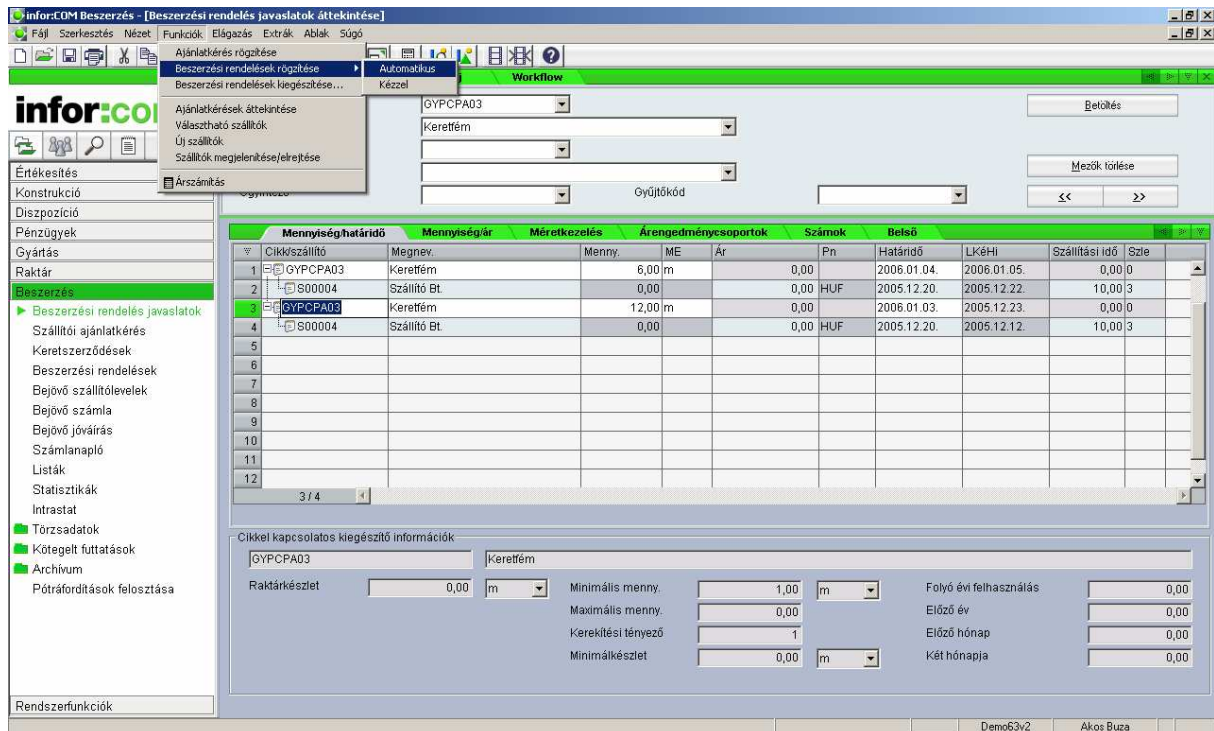 infor:COM Beszerzés - [Beszerzési rendelés javaslatok áttekintése]
Fájl Szerkesztés Nézet Funkciók Elágazás Extrák Ablak Súgó
Ajánlatkérés rögzítése
Beszerzési rendelések rögzítése
Beszerzési rendelések kiegészítése...
Ajánlatkérések áttekintése
Választható szállítók
Új szállítók
Szállítók megjelenítése/elrejtése
Árszámítás
Automatikus
Kézzel
Workflow
GYPCPA03
Keretfém
Gyűjtőkód
Betöltés
Mezők törlése
<< >>
Értékesítés
Konstrukció
Diszpozíció
Pénzügyek
Gyártás
Raktár
Beszerzés
Beszerzési rendelés javaslatok
Szállítói ajánlatkérés
Keretszerződések
Beszerzési rendelések
Bejövő szállítólevelek
Bejövő számla
Bejövő jóváírás
Számlanapló
Listák
Statisztikák
Intrastat
Törzsadatok
Kötegelt futtatások
Archívum
Pótráfordítások felosztása
Rendszerfunkciók
Mennyiség/határidő Mennyiség/ár Méretkezelés Árengedménycsoportok Számok Belső
Cikk/szállító Megnev. Menny. ME Ár Pn Határidő LKéHi Szállítási idő Szle
1 GYPCPA03 Keretfém 6,00 m 0,00 2006.01.04. 2006.01.05. 0,00 0
2 S00004 Szállító Bt. 0,00 0,00 HUF 2005.12.20. 2005.12.22. 10,00 3
3 GYPCPA03 Keretfém 12,00 m 0,00 2006.01.03. 2005.12.23. 0,00 0
4 S00004 Szállító Bt. 0,00 0,00 HUF 2005.12.20. 2005.12.12. 10,00 3
5
6
7
8
9
10
11
12
3 / 4
Cikkel kapcsolatos kiegészítő információk
GYPCPA03 Keretfém
Raktárkészlet 0,00 m Minimális menny. 1,00 m Folyó évi felhasználás 0,00
Maximális menny. 0,00 Előző év 0,00
Kerekítési tényező 1 Előző hónap 0,00
Minimálkészlet 0,00 m Két hónapja 0,00
Demo63v2 Akos Buza